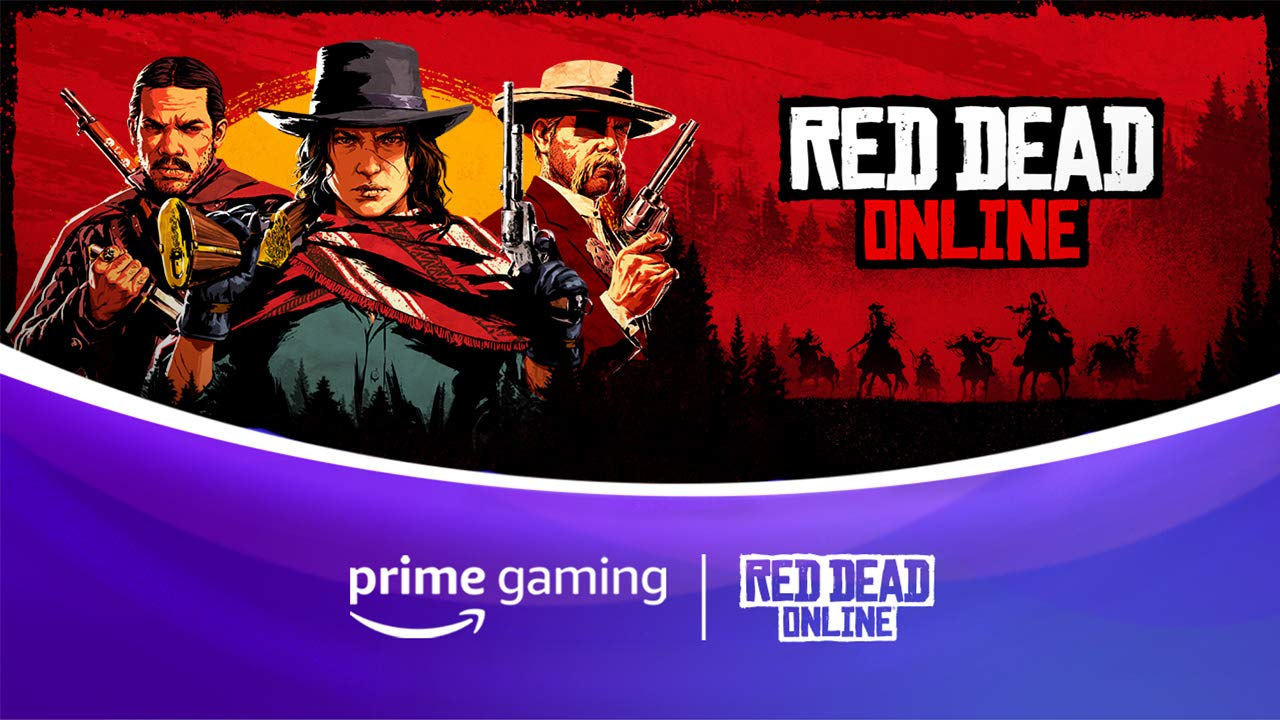 RED DEAD
ONLINE
prime gaming
RED DEAD
ONLINE